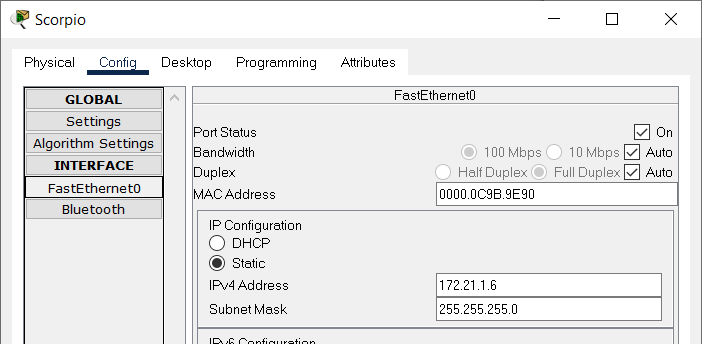 Scorpio
Physical Config Desktop Programming Attributes
GLOBAL
Settings
Algorithm Settings
INTERFACE
FastEthernet0
Bluetooth
FastEthernet0
Port Status On
Bandwidth 100 Mbps 10 Mbps Auto
Duplex Half Duplex Full Duplex Auto
MAC Address 0000.0C9B.9E90
IP Configuration
DHCP
Static
IPv4 Address 172.21.1.6
Subnet Mask 255.255.255.0
IPv6 Configuration